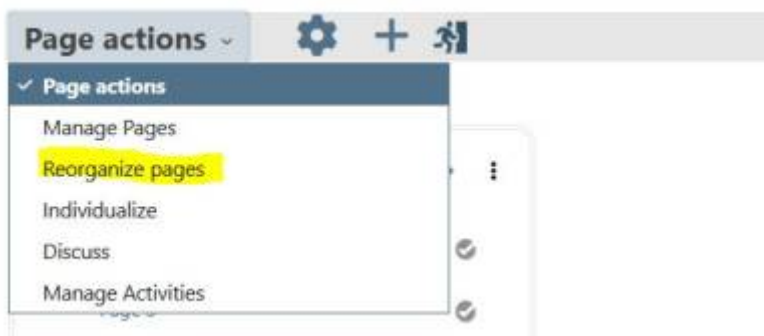 Page actions
Page actions
Manage Pages
Reorganize pages
Individualize
Discuss
Manage Activities